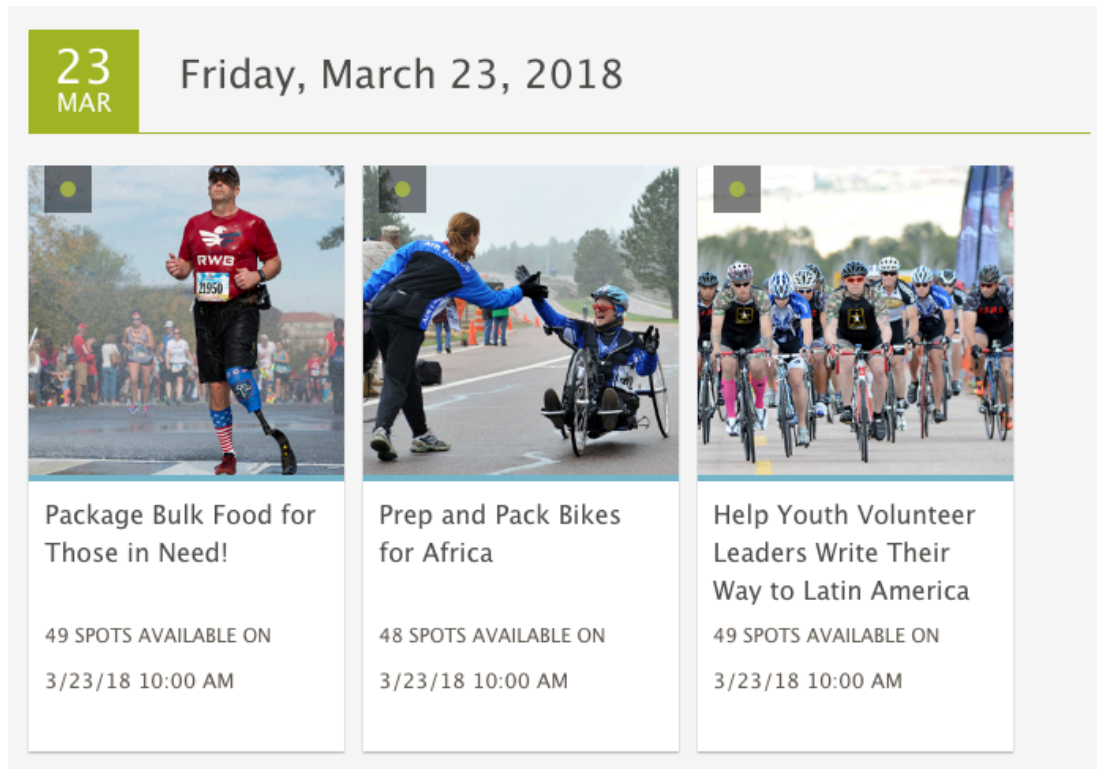 23
MAR
Friday, March 23, 2018
RWB
21950
AIR FORCE
Package Bulk Food for
Those in Need!
49 SPOTS AVAILABLE ON
3/23/18 10:00 AM
Prep and Pack Bikes
for Africa
48 SPOTS AVAILABLE ON
3/23/18 10:00 AM
Help Youth Volunteer
Leaders Write Their
Way to Latin America
49 SPOTS AVAILABLE ON
3/23/18 10:00 AM